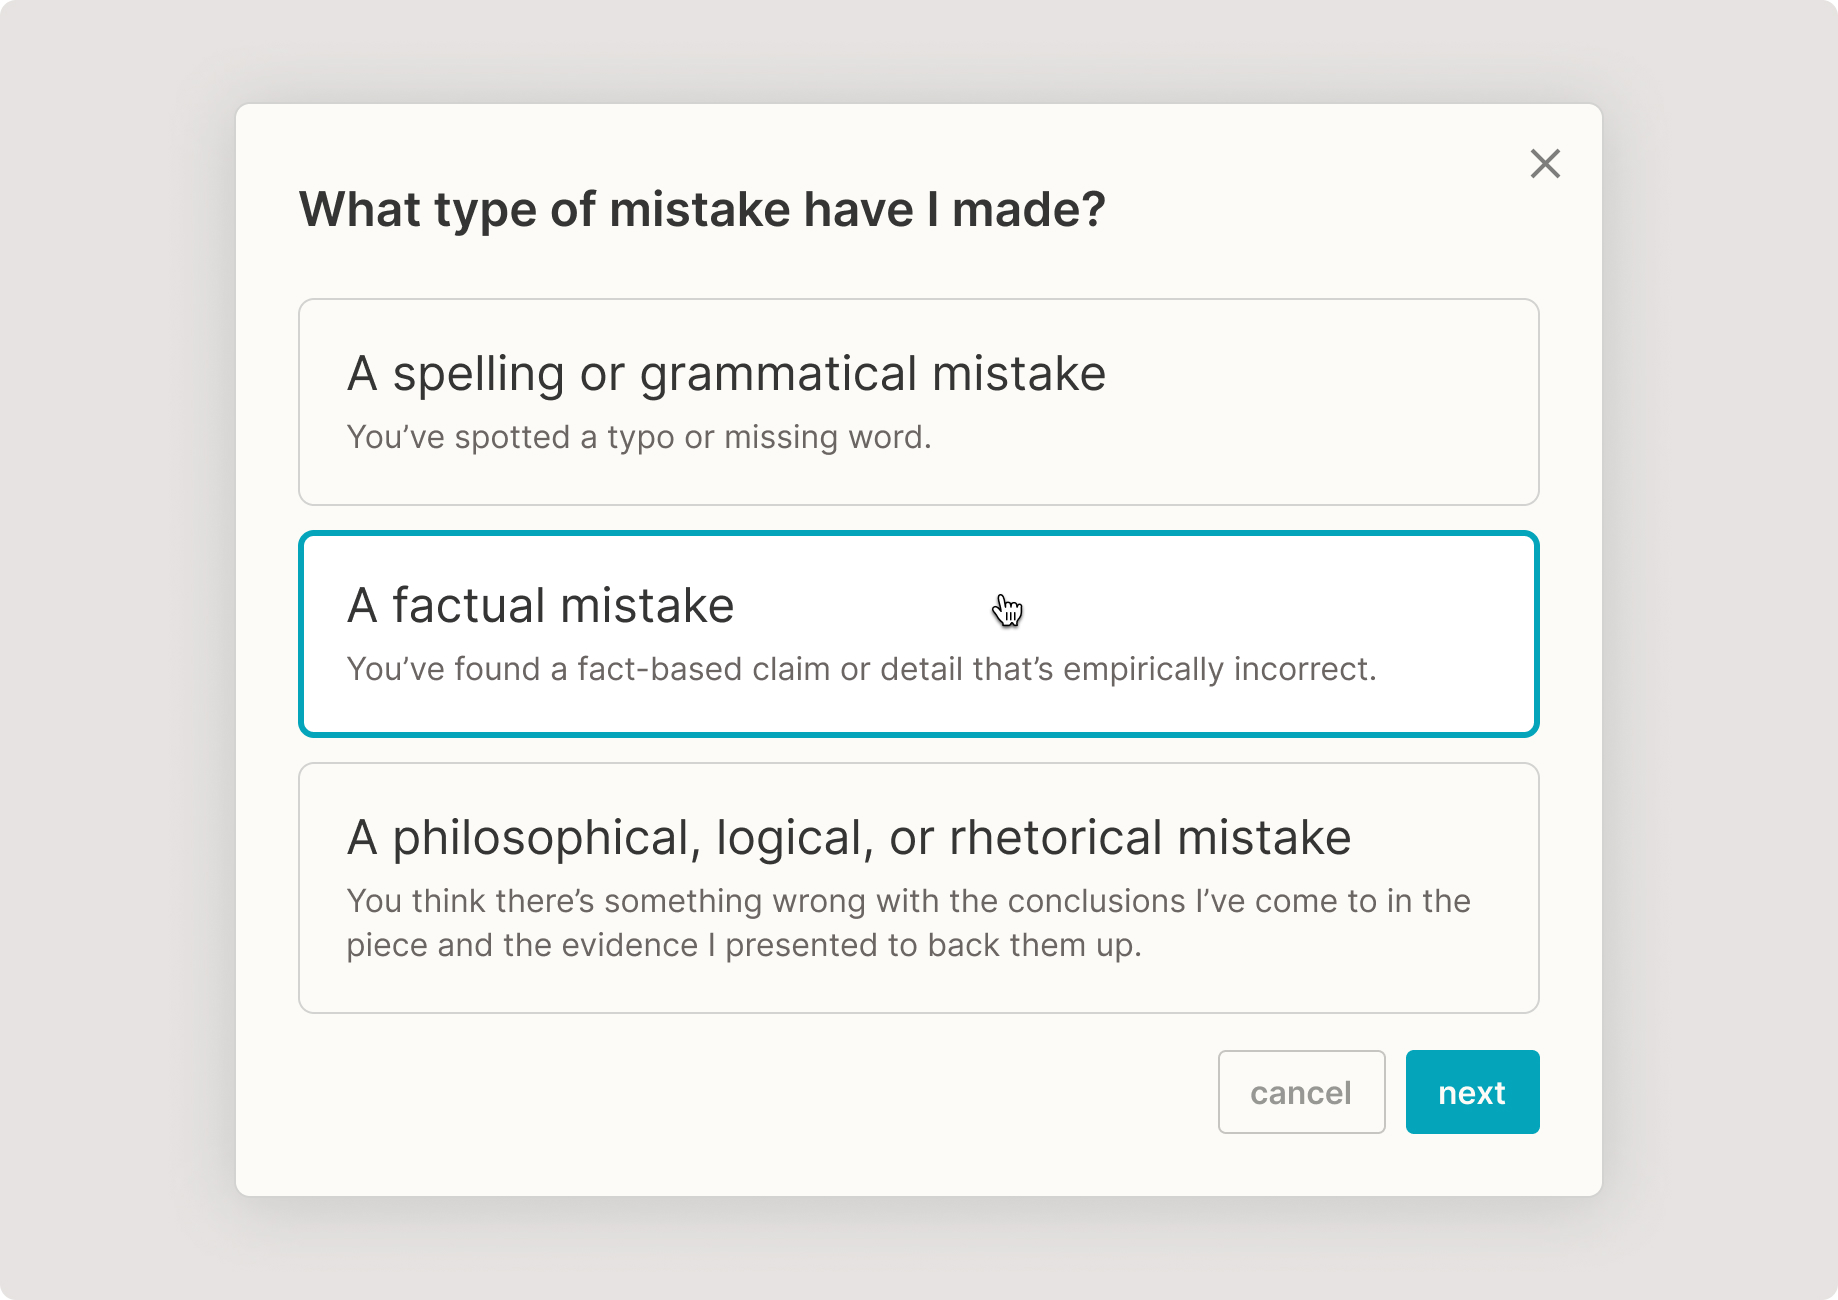 What type of mistake have I made?
A spelling or grammatical mistake
You’ve spotted a typo or missing word.
A factual mistake
You’ve found a fact-based claim or detail that’s empirically incorrect.
A philosophical, logical, or rhetorical mistake
You think there’s something wrong with the conclusions I’ve come to in the
piece and the evidence I presented to back them up.
cancel
next